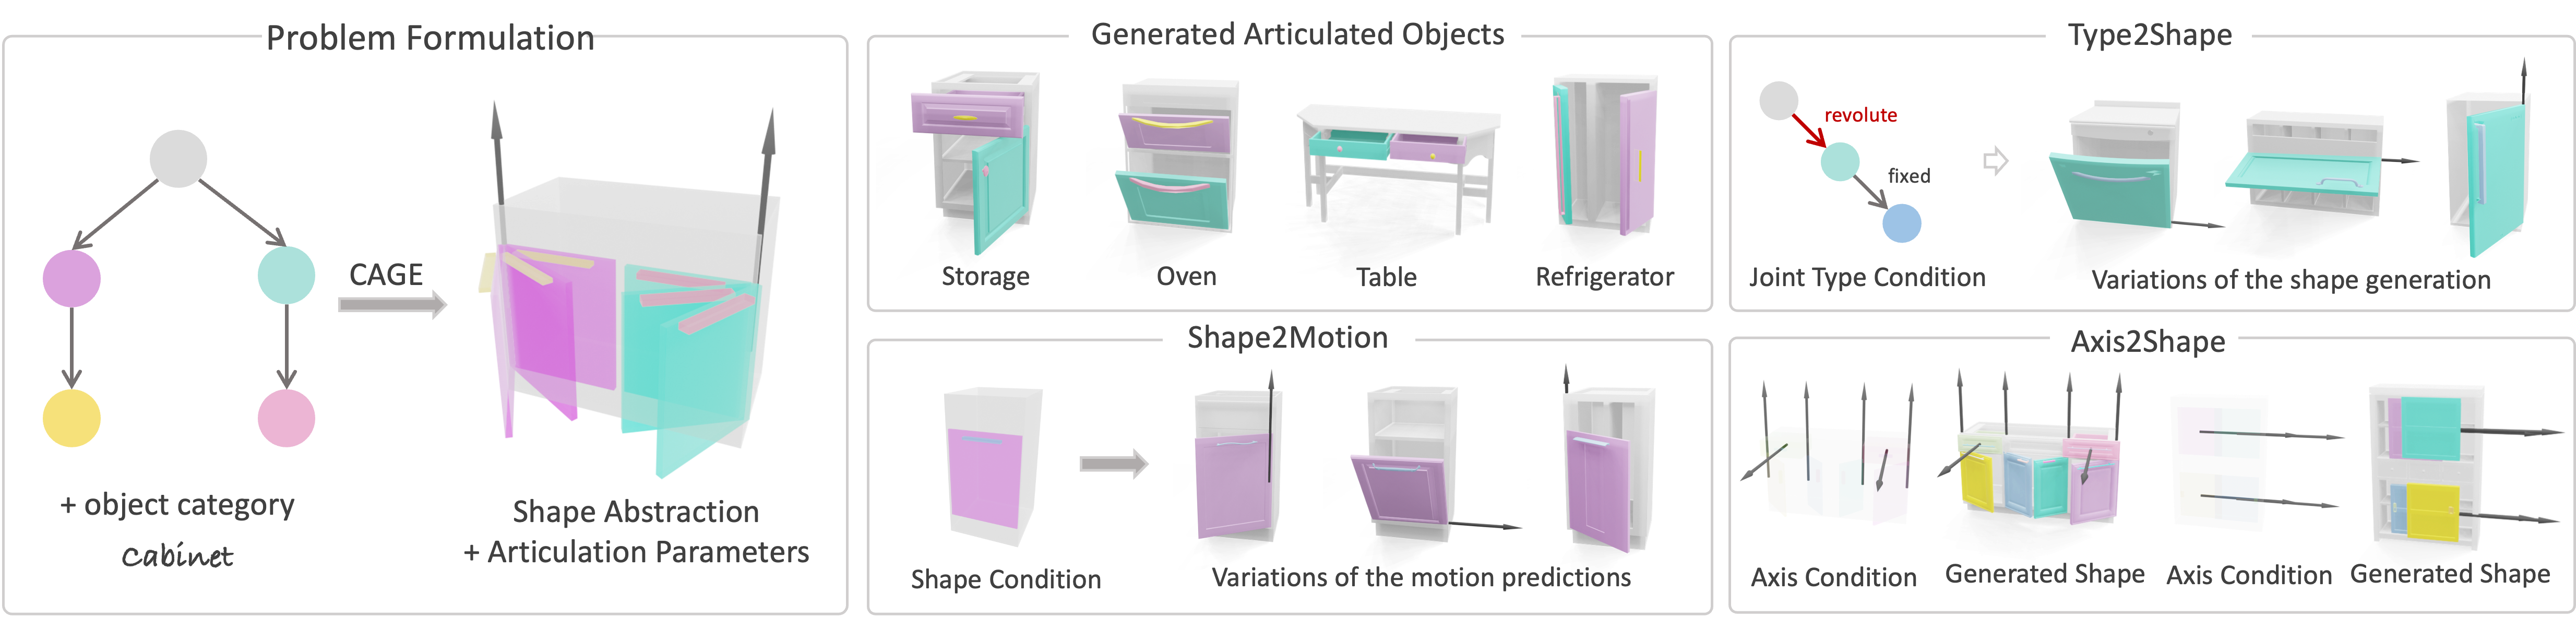 Problem Formulation
CAGE
+ object category
Cabinet
Shape Abstraction
+ Articulation Parameters
Generated Articulated Objects
Storage
Oven
Table
Refrigerator
Shape2Motion
Shape Condition
Variations of the motion predictions
Type2Shape
revolute
fixed
Joint Type Condition
Variations of the shape generation
Axis2Shape
Axis Condition
Generated Shape
Axis Condition
Generated Shape